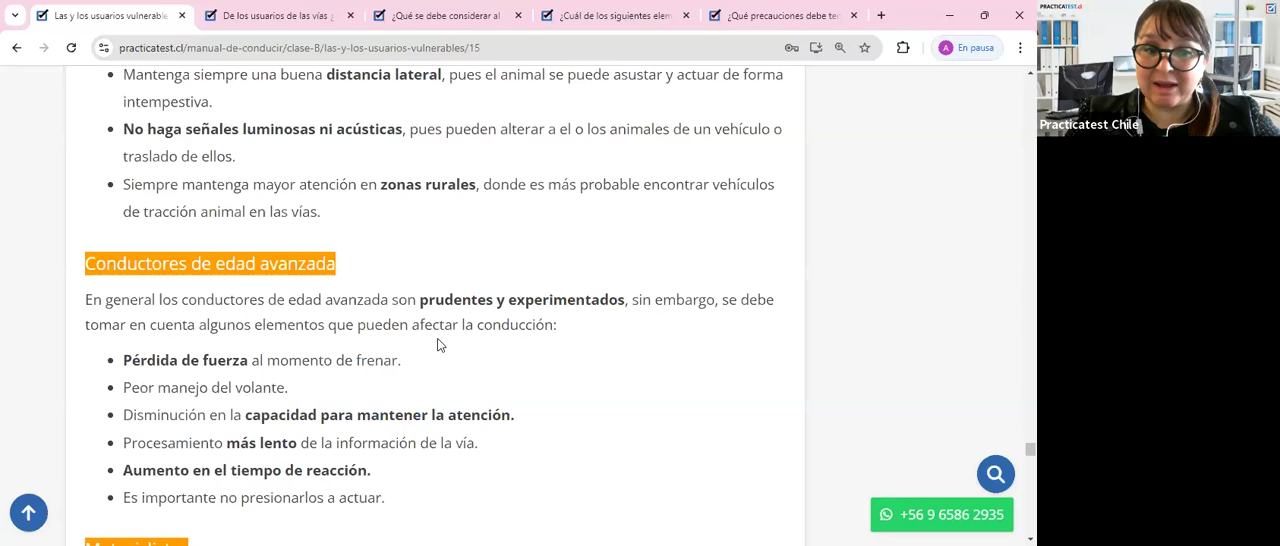 Las y los usuarios vulnerable
De los usuarios de las vías ¿
¿Qué se debe considerar al
¿Cuál de los siguientes elem
¿Qué precauciones debe te
practicatest.cl/manual-de-conducir/clase-B/las-y-los-usuarios-vulnerables/15
A En pausa
PRACTICATEST.cl
Practicatest Chile
Mantenga siempre una buena distancia lateral, pues el animal se puede asustar y actuar de forma
intempestiva.
No haga señales luminosas ni acústicas, pues pueden alterar a el o los animales de un vehículo o
traslado de ellos.
Siempre mantenga mayor atención en zonas rurales, donde es más probable encontrar vehículos
de tracción animal en las vías.
Conductores de edad avanzada
En general los conductores de edad avanzada son prudentes y experimentados, sin embargo, se debe
tomar en cuenta algunos elementos que pueden afectar la conducción:
Pérdida de fuerza al momento de frenar.
Peor manejo del volante.
Disminución en la capacidad para mantener la atención.
Procesamiento más lento de la información de la vía.
Aumento en el tiempo de reacción.
Es importante no presionarlos a actuar.
+56 9 6586 2935